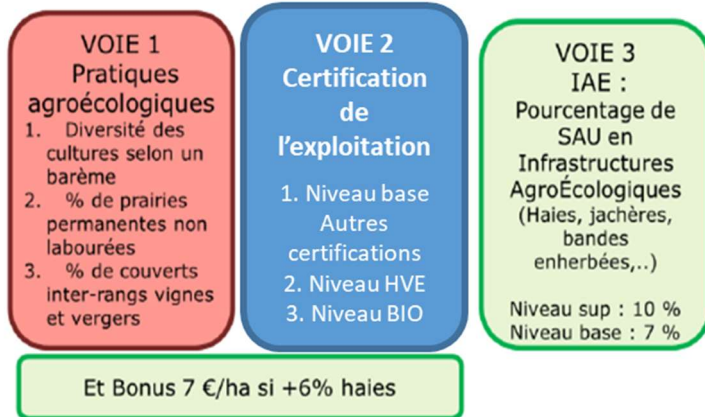 VOIE 1
Pratiques
agroécologiques
1. Diversité des
cultures selon un
barème
2. % de prairies
permanentes non
labourées
3. % de couverts
inter-rangs vignes
et vergers
VOIE 2
Certification
de
l'exploitation
1. Niveau base
Autres
certifications
2. Niveau HVE
3. Niveau BIO
VOIE 3
IAE :
Pourcentage de
SAU en
Infrastructures
AgroÉcologiques
(Haies, jachères,
bandes
enherbées,..)
Niveau sup : 10 %
Niveau base : 7 %
Et Bonus 7 €/ha si +6% haies